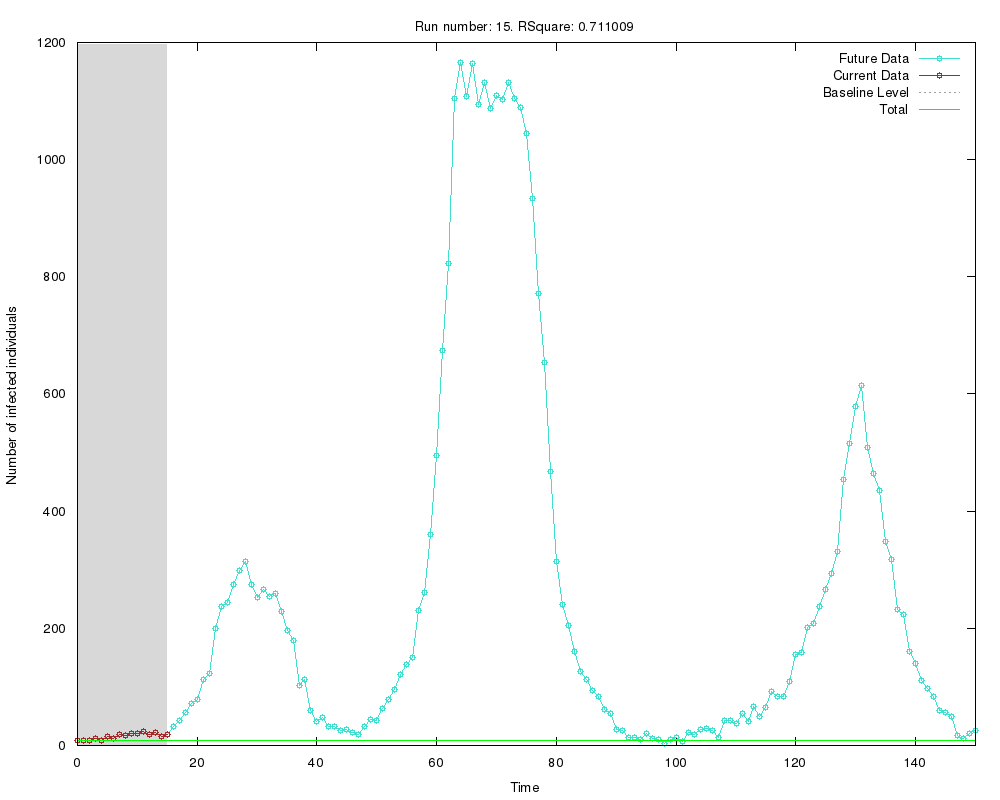 Run number: 15. RSquare: 0.711009
1200
1000
800
600
400
200
0
Number of infected individuals
Future Data
Current Data
Baseline Level
Total
0 20 40 60 80 100 120 140
Time